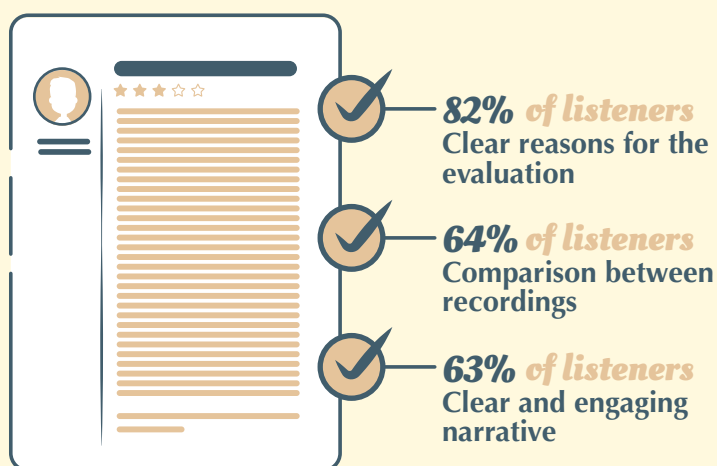 82% of listeners
Clear reasons for the
evaluation
64% of listeners
Comparison between
recordings
63% of listeners
Clear and engaging
narrative